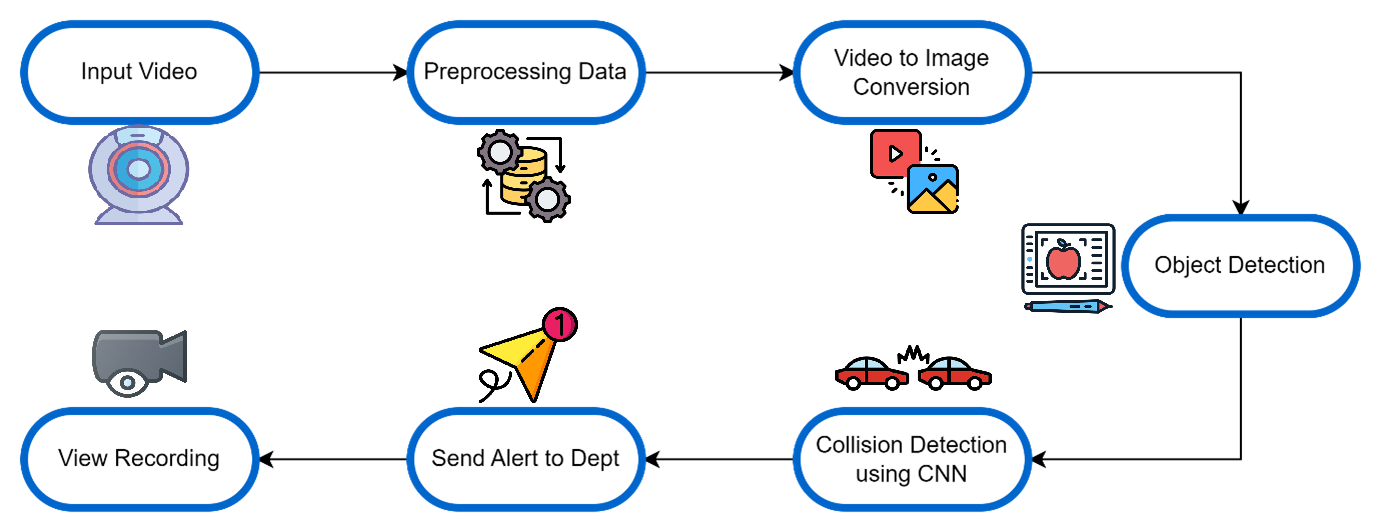 Input Video
Preprocessing Data
Video to Image
Conversion
Object Detection
1
View Recording
Send Alert to Dept
Collision Detection
using CNN